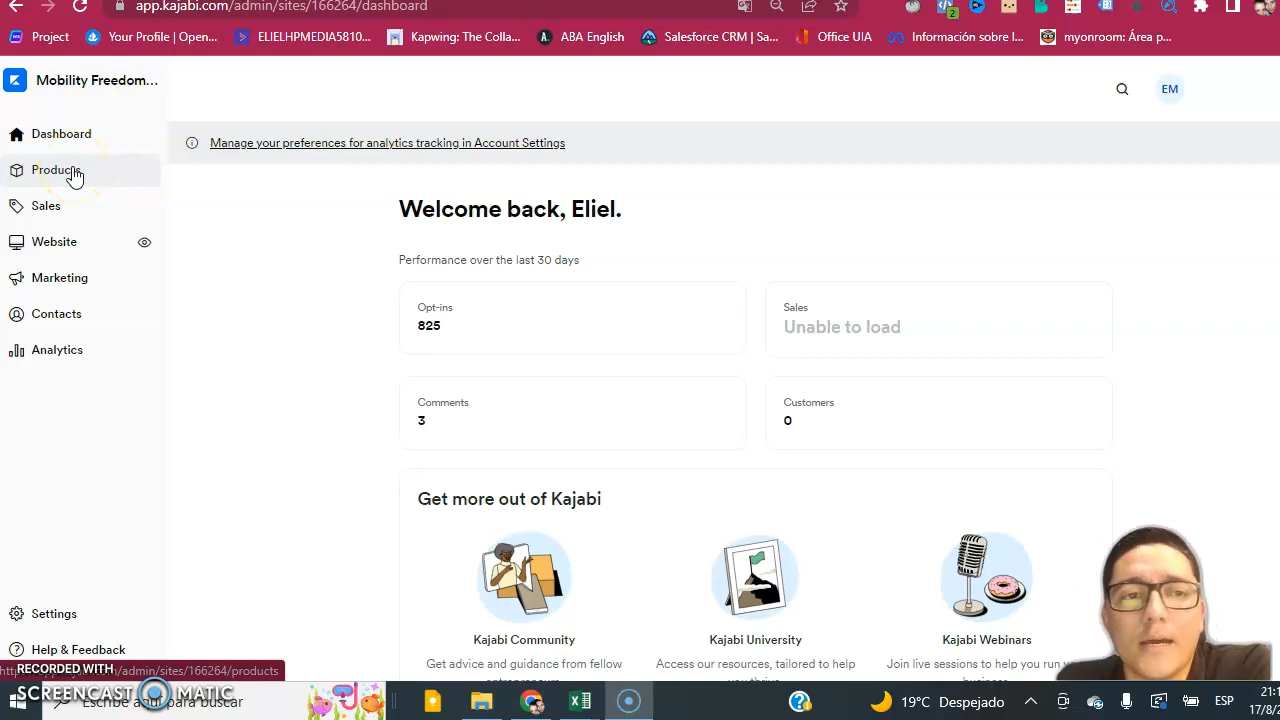 app.kajabi.com/admin/sites/166264/dashboard
Project
Your Profile | Open...
ELIELHPMEDIA5810...
Kapwing: The Colla...
ABA English
Salesforce CRM | Sa...
Office UIA
Información sobre l...
myonroom: Área p...
Mobility Freedom...
EM
Dashboard
Manage your preferences for analytics tracking in Account Settings
Products
Sales
Website
Marketing
Contacts
Analytics
Welcome back, Eliel.
Performance over the last 30 days
Opt-ins
825
Sales
Unable to load
Comments
3
Customers
0
Get more out of Kajabi
Kajabi Community
Get advice and guidance from fellow
Kajabi University
Access our resources, tailored to help
Kajabi Webinars
Join live sessions to help you run
Settings
Help & Feedback
/admin/sites/166264/products
RECORDED WITH
SCREENCAST MATIC
para buscar
2
19°C Despejado
ESP
17/8/